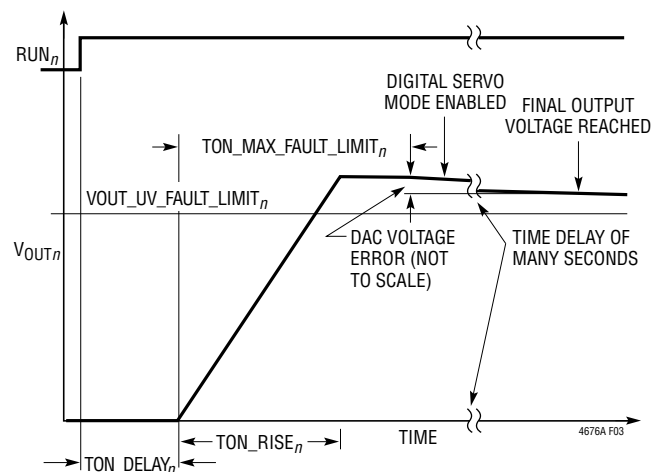 RUNn
DIGITAL SERVO
MODE ENABLED
FINAL OUTPUT
VOLTAGE REACHED
TON_MAX_FAULT_LIMITn
VOUT_UV_FAULT_LIMITn
VOUTn
DAC VOLTAGE
ERROR (NOT
TO SCALE)
TIME DELAY OF
MANY SECONDS
TON_RISEn
TIME
4676A F03
TON_DELAYn